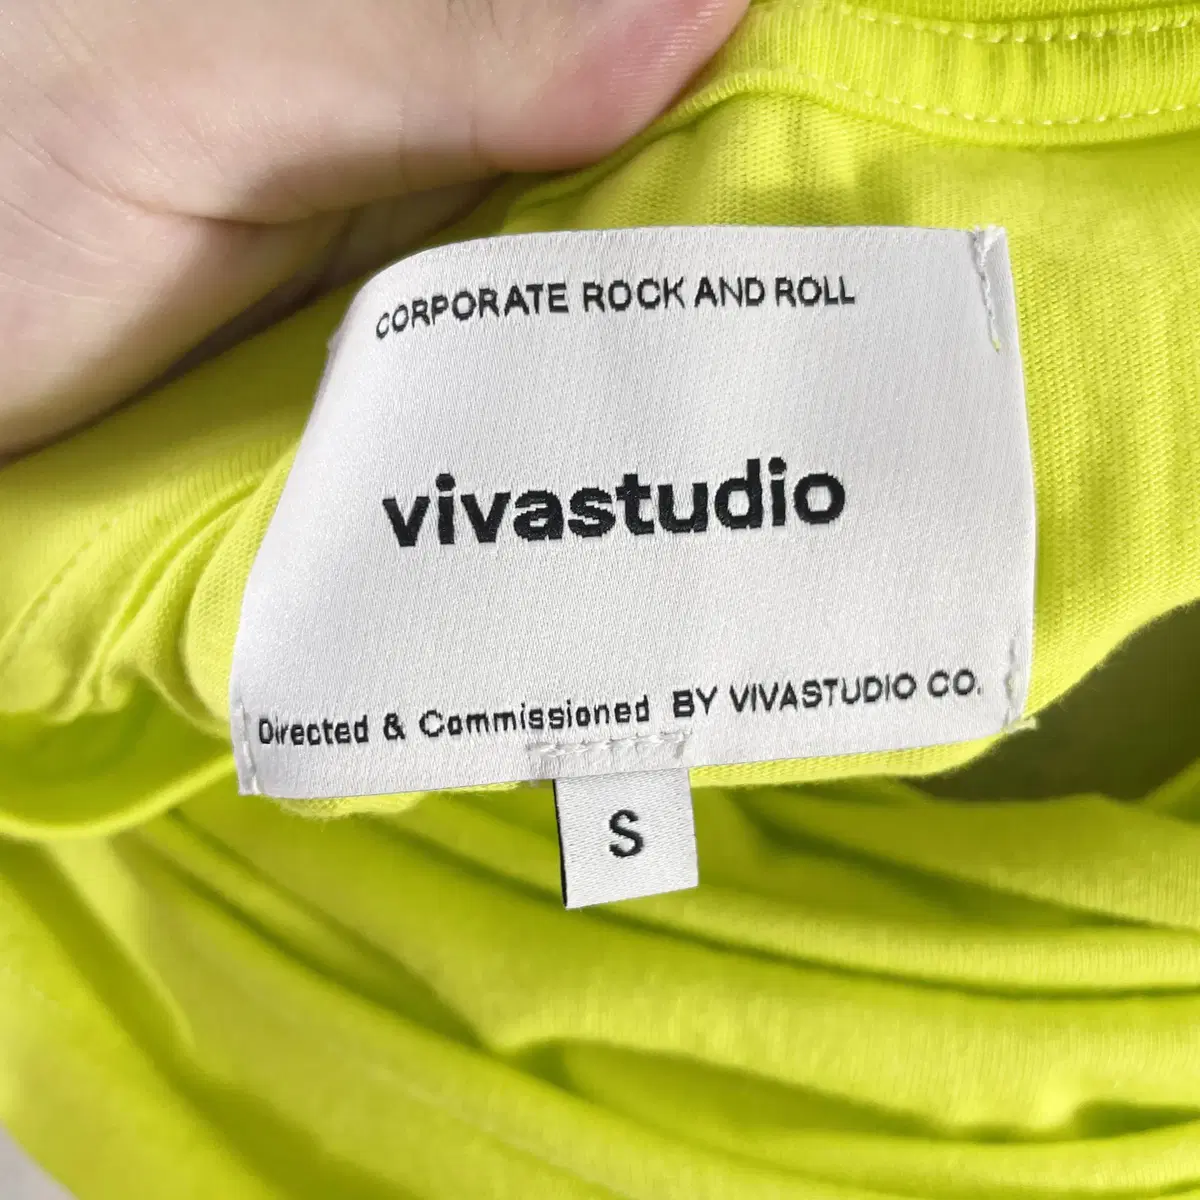 CORPORATE ROCK AND ROLL
vivastudio
Directed & Commissioned BY VIVASTUDIO CO.
S